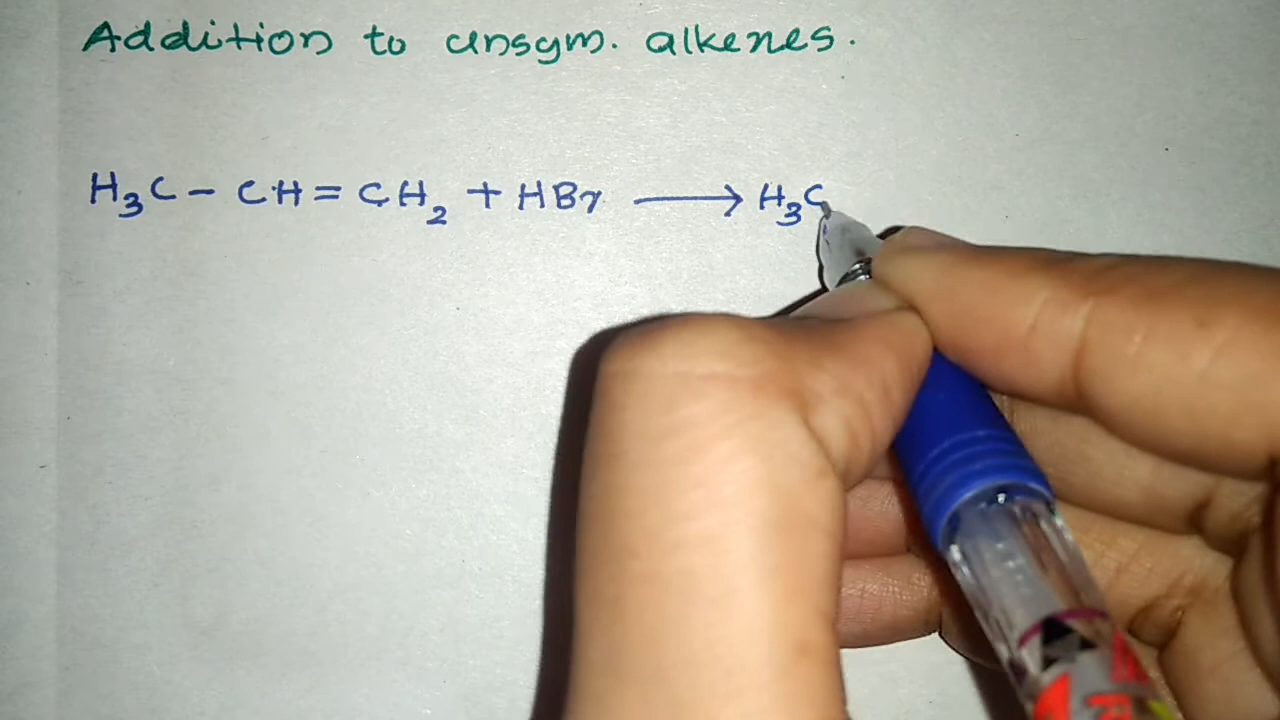 Addition to unsym. alkenes.
H₃C - CH = CH₂ + HBr ⟶ H₃C